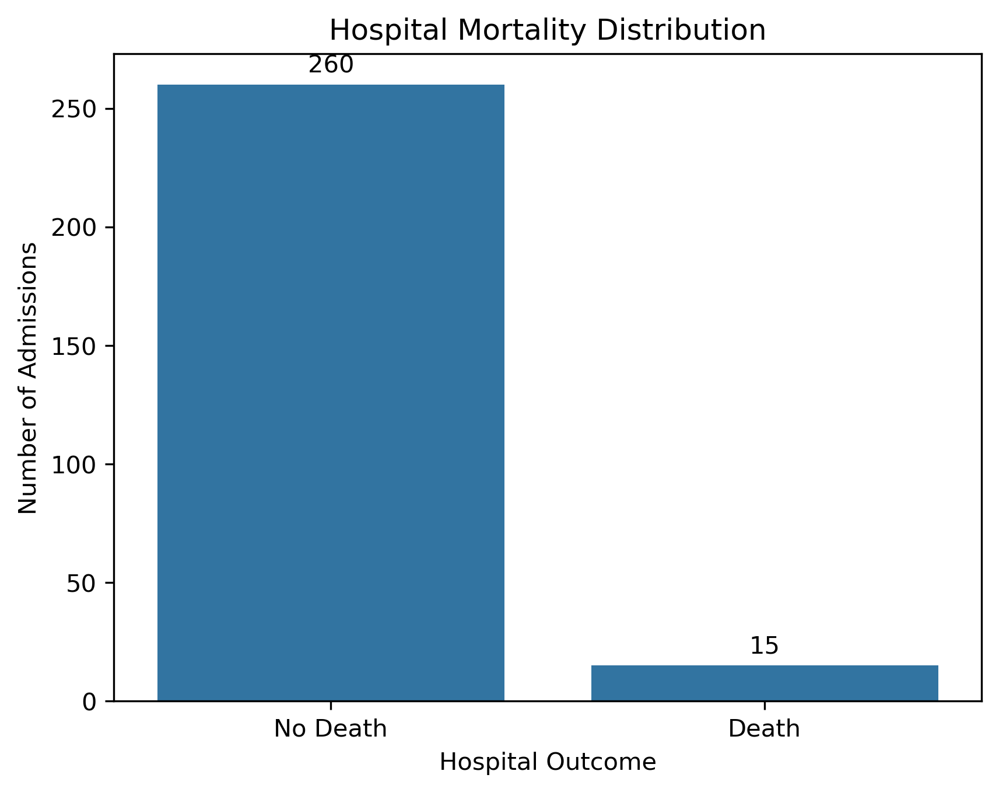 Hospital Mortality Distribution
260
250
200
150
100
50
0
Number of Admissions
15
No Death
Death
Hospital Outcome